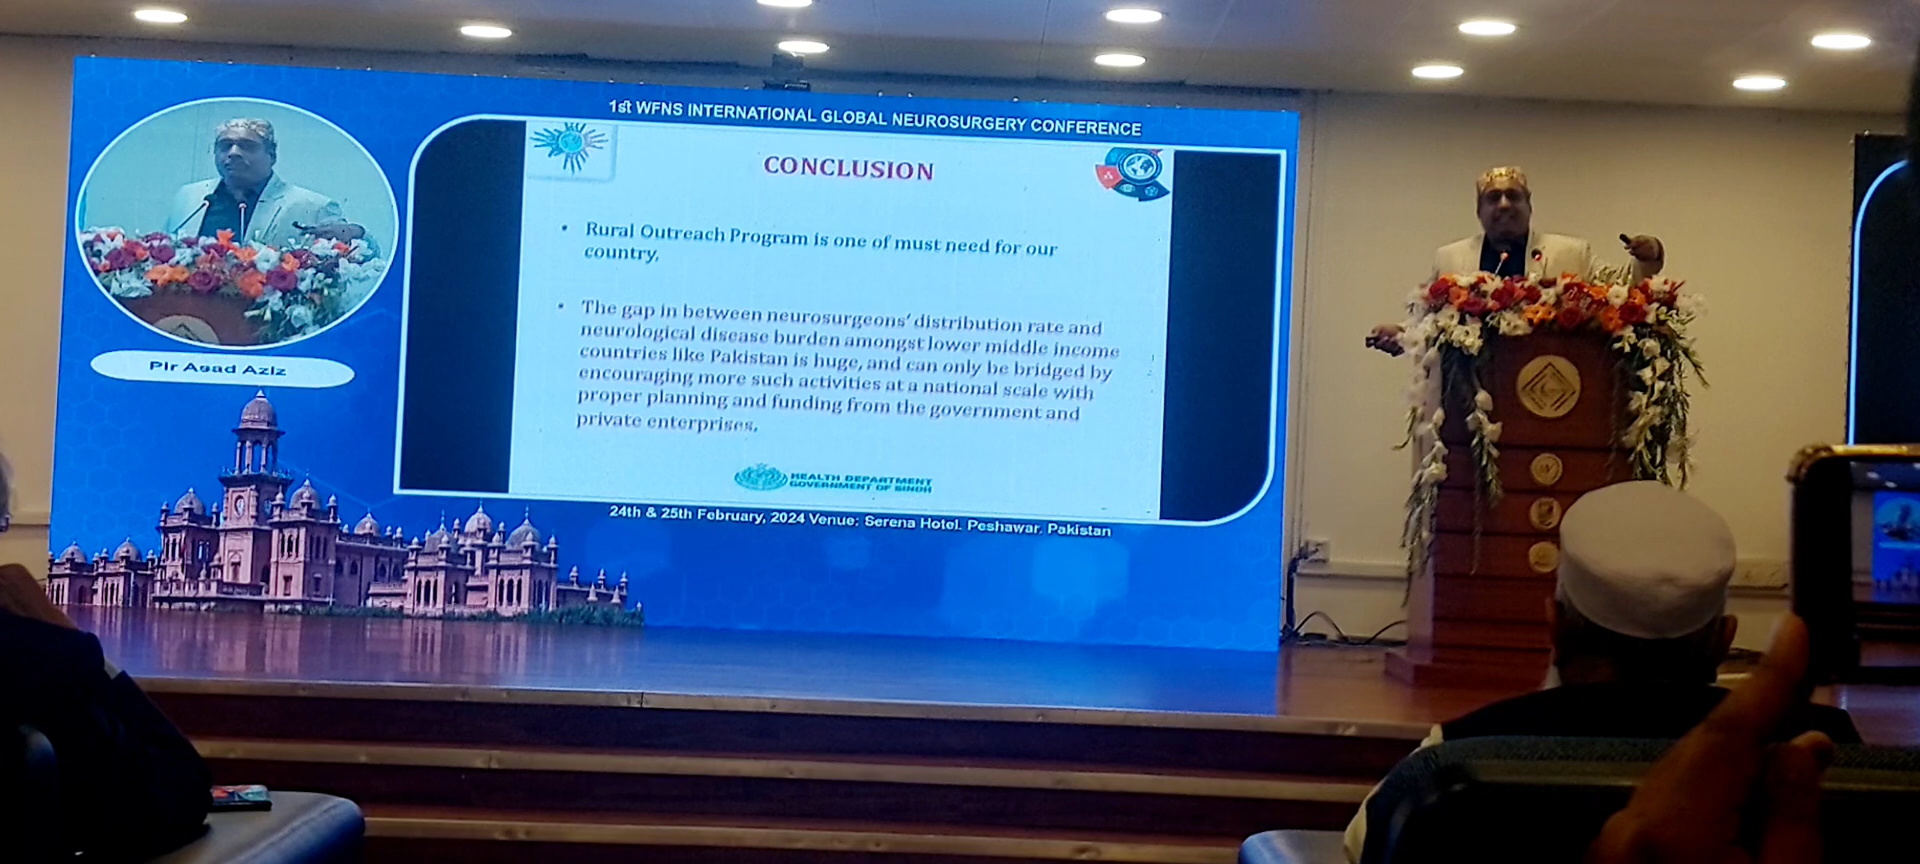 1st WFNS INTERNATIONAL GLOBAL NEUROSURGERY CONFERENCE
CONCLUSION
• Rural Outreach Program is one of must need for our
country,
• The gap in between neurosurgeons' distribution rate and
neurological disease burden amongst lower middle income
countries like Pakistan is huge, and can only be bridged by
encouraging more such activities at a national scale with
proper planning and funding from the government and
private enterprises.
HEALTH DEPARTMENT
GOVERNMENT OF SINDH
Pir Asad Aziz
24th & 25th February, 2024 Venue: Serena Hotel. Peshawar, Pakistan